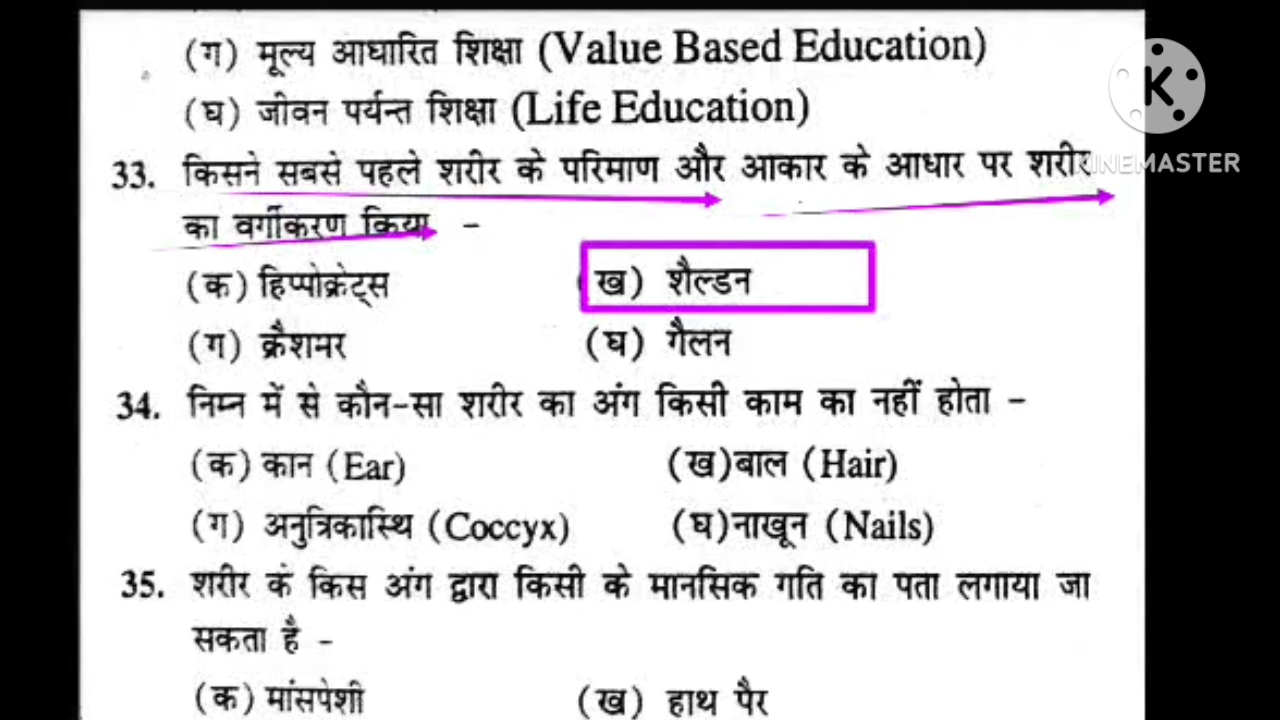 (ग) मूल्य आधारित शिक्षा (Value Based Education)
(घ) जीवन पर्यन्त शिक्षा (Life Education)
33. किसने सबसे पहले शरीर के परिमाण और आकार के आधार पर शरीर
का वर्गीकरण किया -
(क) हिप्पोक्रेट्स (ख) शैल्डन
(ग) क्रैशमर (घ) गैलन
34. निम्न में से कौन-सा शरीर का अंग किसी काम का नहीं होता -
(क) कान (Ear) (ख) बाल (Hair)
(ग) अनुत्रिकास्थि (Coccyx) (घ) नाखून (Nails)
35. शरीर के किस अंग द्वारा किसी के मानसिक गति का पता लगाया जा
सकता है -
(क) मांसपेशी (ख) हाथ पैर
K
KINEMASTER